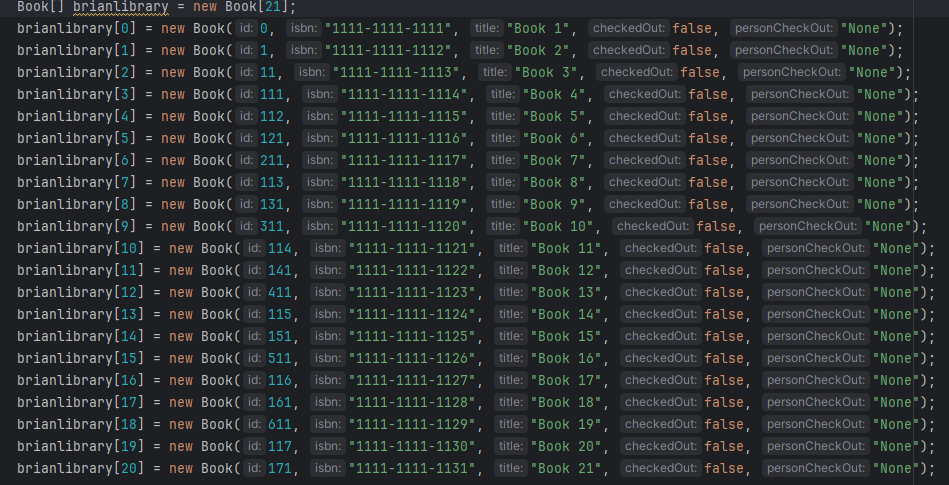 Book[] brianlibrary = new Book[21];
brianlibrary[0] = new Book( id: 0, isbn: "1111-1111-1111", title: "Book 1", checkedOut: false, personCheckOut: "None");
brianlibrary[1] = new Book( id: 1, isbn: "1111-1111-1112", title: "Book 2", checkedOut: false, personCheckOut: "None");
brianlibrary[2] = new Book( id: 11, isbn: "1111-1111-1113", title: "Book 3", checkedOut: false, personCheckOut: "None");
brianlibrary[3] = new Book( id: 111, isbn: "1111-1111-1114", title: "Book 4", checkedOut: false, personCheckOut: "None");
brianlibrary[4] = new Book( id: 112, isbn: "1111-1111-1115", title: "Book 5", checkedOut: false, personCheckOut: "None");
brianlibrary[5] = new Book( id: 121, isbn: "1111-1111-1116", title: "Book 6", checkedOut: false, personCheckOut: "None");
brianlibrary[6] = new Book( id: 211, isbn: "1111-1111-1117", title: "Book 7", checkedOut: false, personCheckOut: "None");
brianlibrary[7] = new Book( id: 113, isbn: "1111-1111-1118", title: "Book 8", checkedOut: false, personCheckOut: "None");
brianlibrary[8] = new Book( id: 131, isbn: "1111-1111-1119", title: "Book 9", checkedOut: false, personCheckOut: "None");
brianlibrary[9] = new Book( id: 311, isbn: "1111-1111-1120", title: "Book 10", checkedOut: false, personCheckOut: "None");
brianlibrary[10] = new Book( id: 114, isbn: "1111-1111-1121", title: "Book 11", checkedOut: false, personCheckOut: "None");
brianlibrary[11] = new Book( id: 141, isbn: "1111-1111-1122", title: "Book 12", checkedOut: false, personCheckOut: "None");
brianlibrary[12] = new Book( id: 411, isbn: "1111-1111-1123", title: "Book 13", checkedOut: false, personCheckOut: "None");
brianlibrary[13] = new Book( id: 115, isbn: "1111-1111-1124", title: "Book 14", checkedOut: false, personCheckOut: "None");
brianlibrary[14] = new Book( id: 151, isbn: "1111-1111-1125", title: "Book 15", checkedOut: false, personCheckOut: "None");
brianlibrary[15] = new Book( id: 511, isbn: "1111-1111-1126", title: "Book 16", checkedOut: false, personCheckOut: "None");
brianlibrary[16] = new Book( id: 116, isbn: "1111-1111-1127", title: "Book 17", checkedOut: false, personCheckOut: "None");
brianlibrary[17] = new Book( id: 161, isbn: "1111-1111-1128", title: "Book 18", checkedOut: false, personCheckOut: "None");
brianlibrary[18] = new Book( id: 611, isbn: "1111-1111-1129", title: "Book 19", checkedOut: false, personCheckOut: "None");
brianlibrary[19] = new Book( id: 117, isbn: "1111-1111-1130", title: "Book 20", checkedOut: false, personCheckOut: "None");
brianlibrary[20] = new Book( id: 171, isbn: "1111-1111-1131", title: "Book 21", checkedOut: false, personCheckOut: "None");